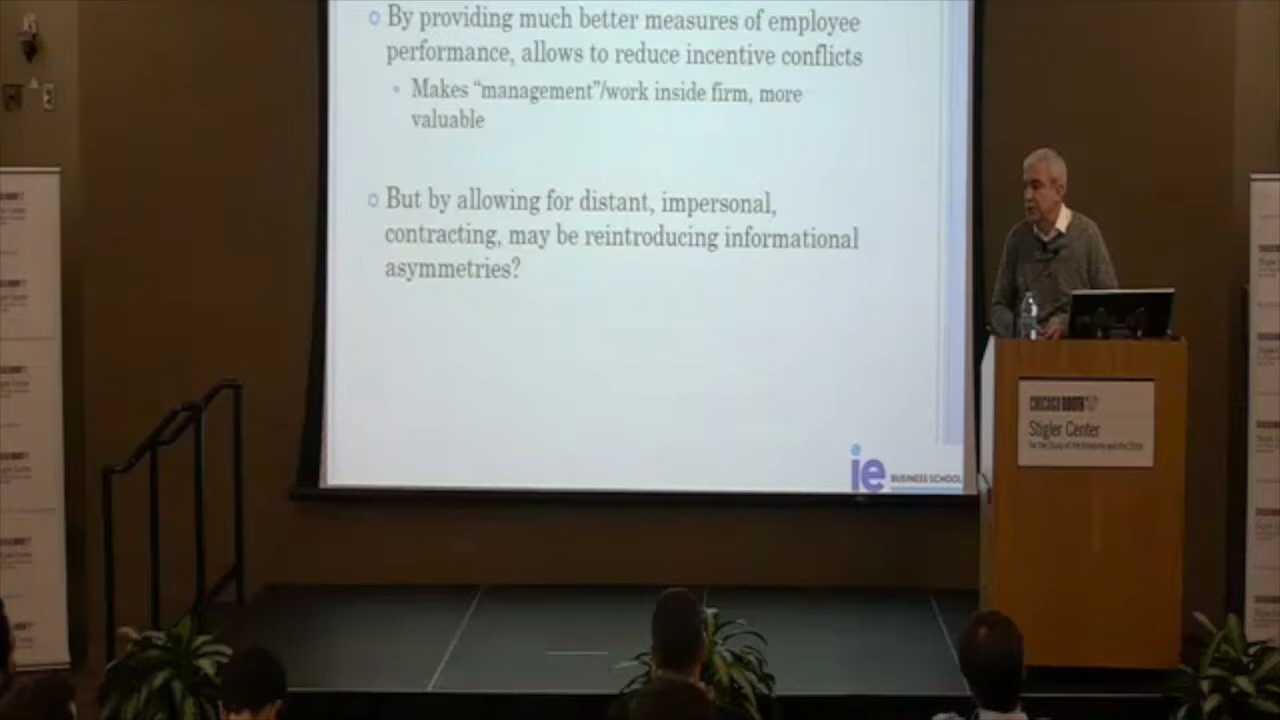 By providing much better measures of employee
performance, allows to reduce incentive conflicts
Makes “management”/work inside firm, more
valuable
But by allowing for distant, impersonal,
contracting, may be reintroducing informational
asymmetries?
ie BUSINESS SCHOOL
CHICAGO BOOTH
Stigler Center